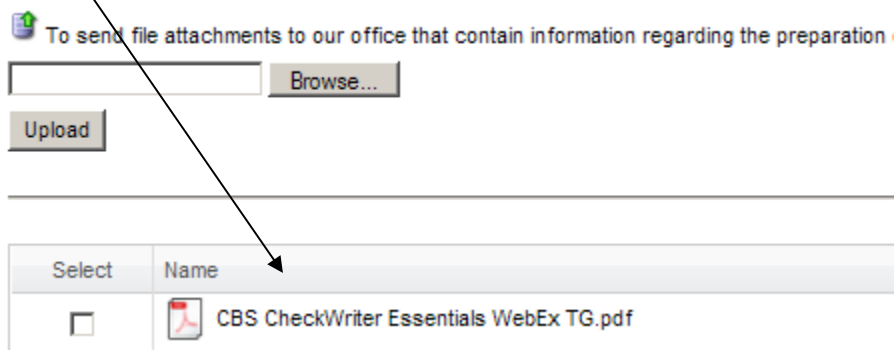 To send file attachments to our office that contain information regarding the preparation
Browse...
Upload
Select Name
CBS CheckWriter Essentials WebEx TG.pdf